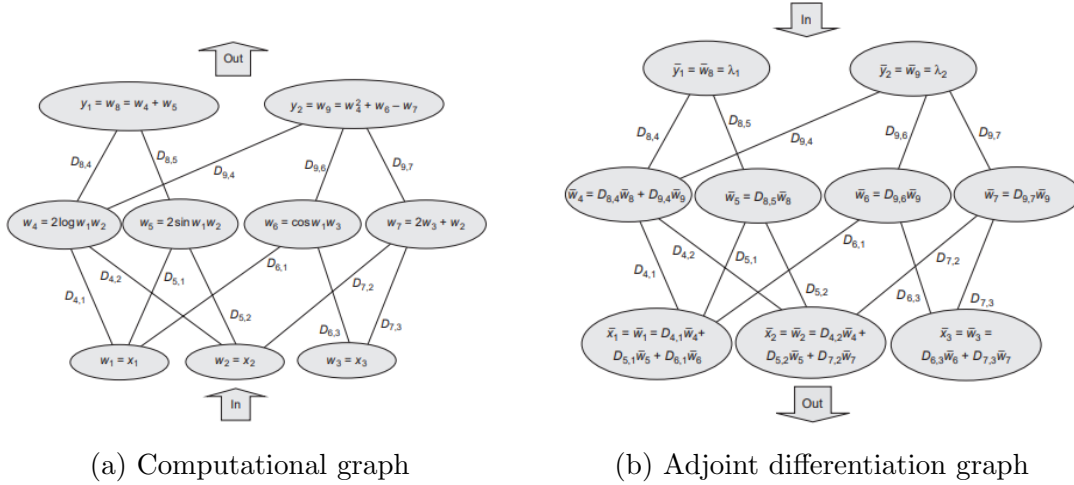 Out
y₁ = w₈ = w₄ + w₅
y₂ = w₉ = w₄² + w₆ – w₇
D₈,₄
D₈,₅
D₉,₄
D₉,₆
D₉,₇
w₄ = 2logw₁w₂
w₅ = 2sinw₁w₂
w₆ = cosw₁w₃
w₇ = 2w₃ + w₂
D₄,₁
D₄,₂
D₅,₁
D₅,₂
D₆,₁
D₆,₃
D₇,₂
D₇,₃
w₁ = x₁
w₂ = x₂
w₃ = x₃
In
(a) Computational graph
In
ȳ₁ = w̄₈ = λ₁
ȳ₂ = w̄₉ = λ₂
D₈,₄
D₈,₅
D₉,₄
D₉,₆
D₉,₇
w̄₄ = D₈,₄w̄₈ + D₉,₄w̄₉
w̄₅ = D₈,₅w̄₈
w̄₆ = D₉,₆w̄₉
w̄₇ = D₉,₇w̄₉
D₄,₁
D₄,₂
D₅,₁
D₅,₂
D₆,₁
D₆,₃
D₇,₂
D₇,₃
x̄₁ = w̄₁ = D₄,₁w̄₄+
D₅,₁w̄₅ + D₆,₁w̄₆
x̄₂ = w̄₂ = D₄,₂w̄₄ +
D₅,₂w̄₅ + D₇,₂w̄₇
x̄₃ = w̄₃ =
D₆,₃w̄₆ + D₇,₃w̄₇
Out
(b) Adjoint differentiation graph